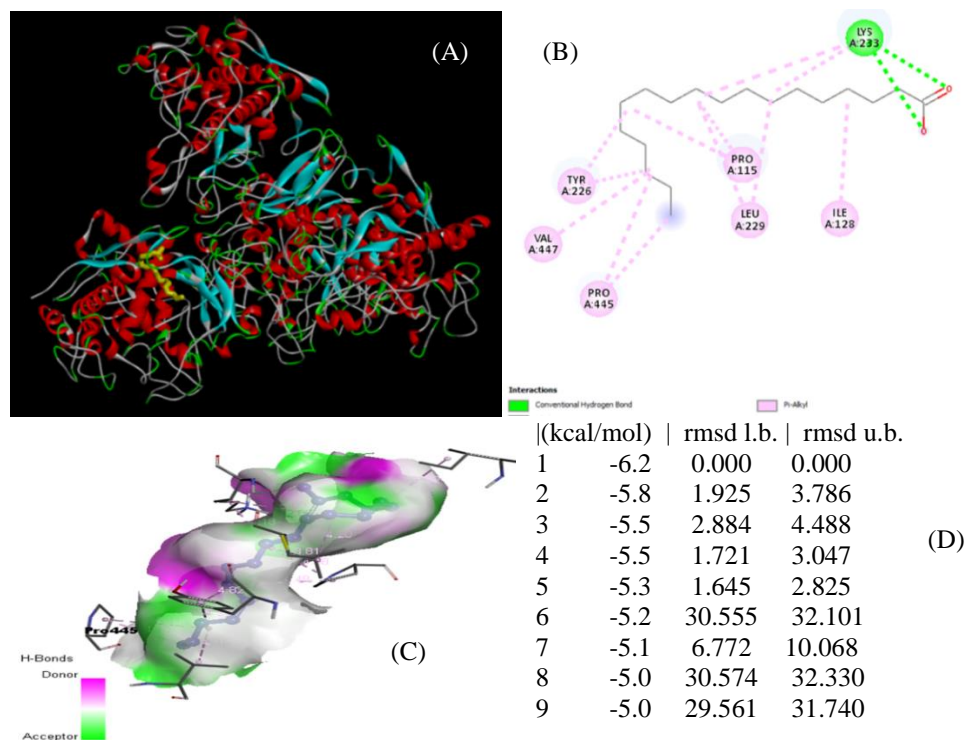 (A)
(B)
LYS
A:233
O
O
TYR
A:226
PRO
A:115
LEU
A:229
ILE
A:128
VAL
A:447
PRO
A:445
Interactions
Conventional Hydrogen Bond
Pi-Alkyl
|(kcal/mol) | rmsd l.b. | rmsd u.b.
1 -6.2 0.000 0.000
2 -5.8 1.925 3.786
3 -5.5 2.884 4.488
4 -5.5 1.721 3.047
5 -5.3 1.645 2.825
6 -5.2 30.555 32.101
7 -5.1 6.772 10.068
8 -5.0 30.574 32.330
9 -5.0 29.561 31.740
(D)
Pro445
(C)
H-Bonds
Donor
Acceptor